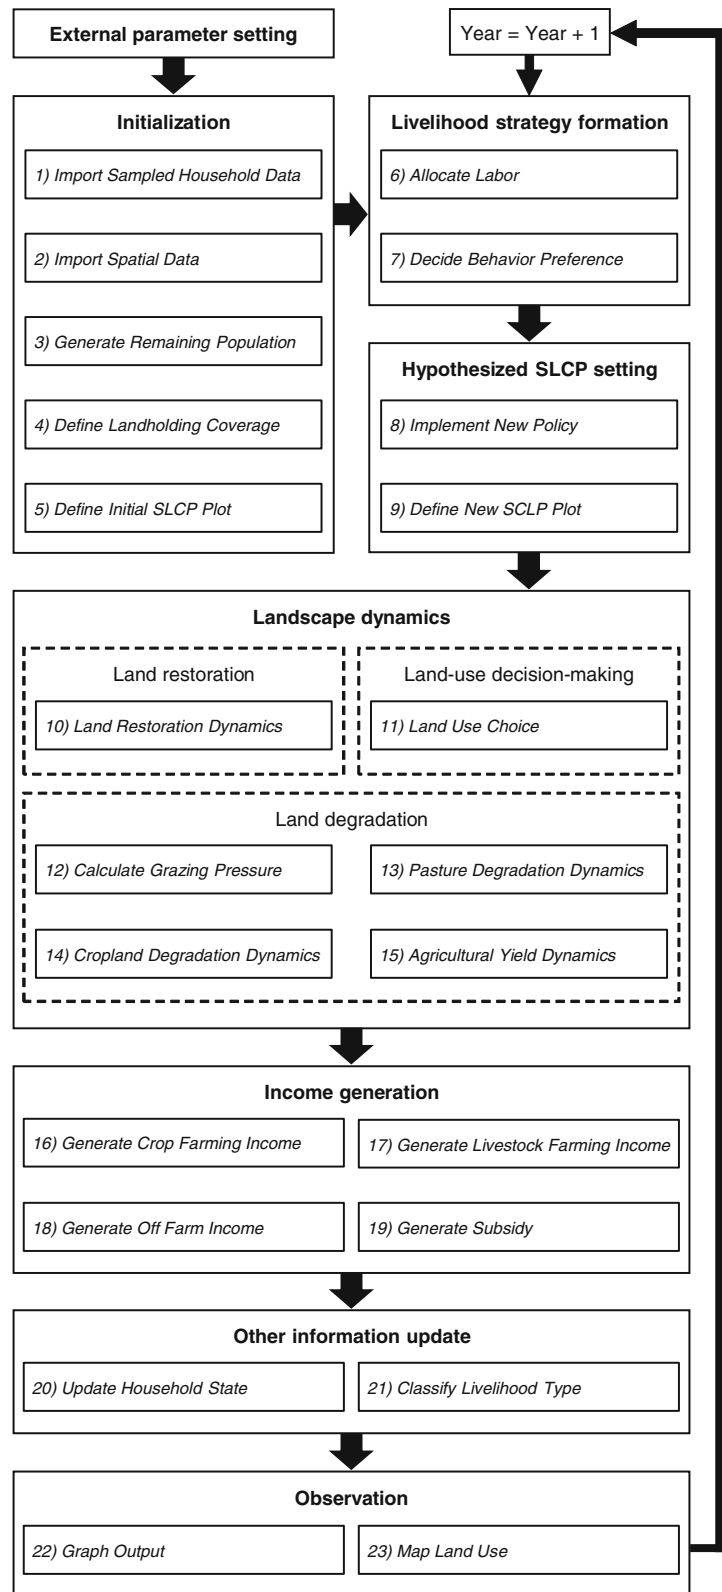 External parameter setting
Year = Year + 1
Initialization
1) Import Sampled Household Data
2) Import Spatial Data
3) Generate Remaining Population
4) Define Landholding Coverage
5) Define Initial SLCP Plot
Livelihood strategy formation
6) Allocate Labor
7) Decide Behavior Preference
Hypothesized SLCP setting
8) Implement New Policy
9) Define New SCLP Plot
Landscape dynamics
Land restoration
10) Land Restoration Dynamics
Land-use decision-making
11) Land Use Choice
Land degradation
12) Calculate Grazing Pressure
13) Pasture Degradation Dynamics
14) Cropland Degradation Dynamics
15) Agricultural Yield Dynamics
Income generation
16) Generate Crop Farming Income
17) Generate Livestock Farming Income
18) Generate Off Farm Income
19) Generate Subsidy
Other information update
20) Update Household State
21) Classify Livelihood Type
Observation
22) Graph Output
23) Map Land Use